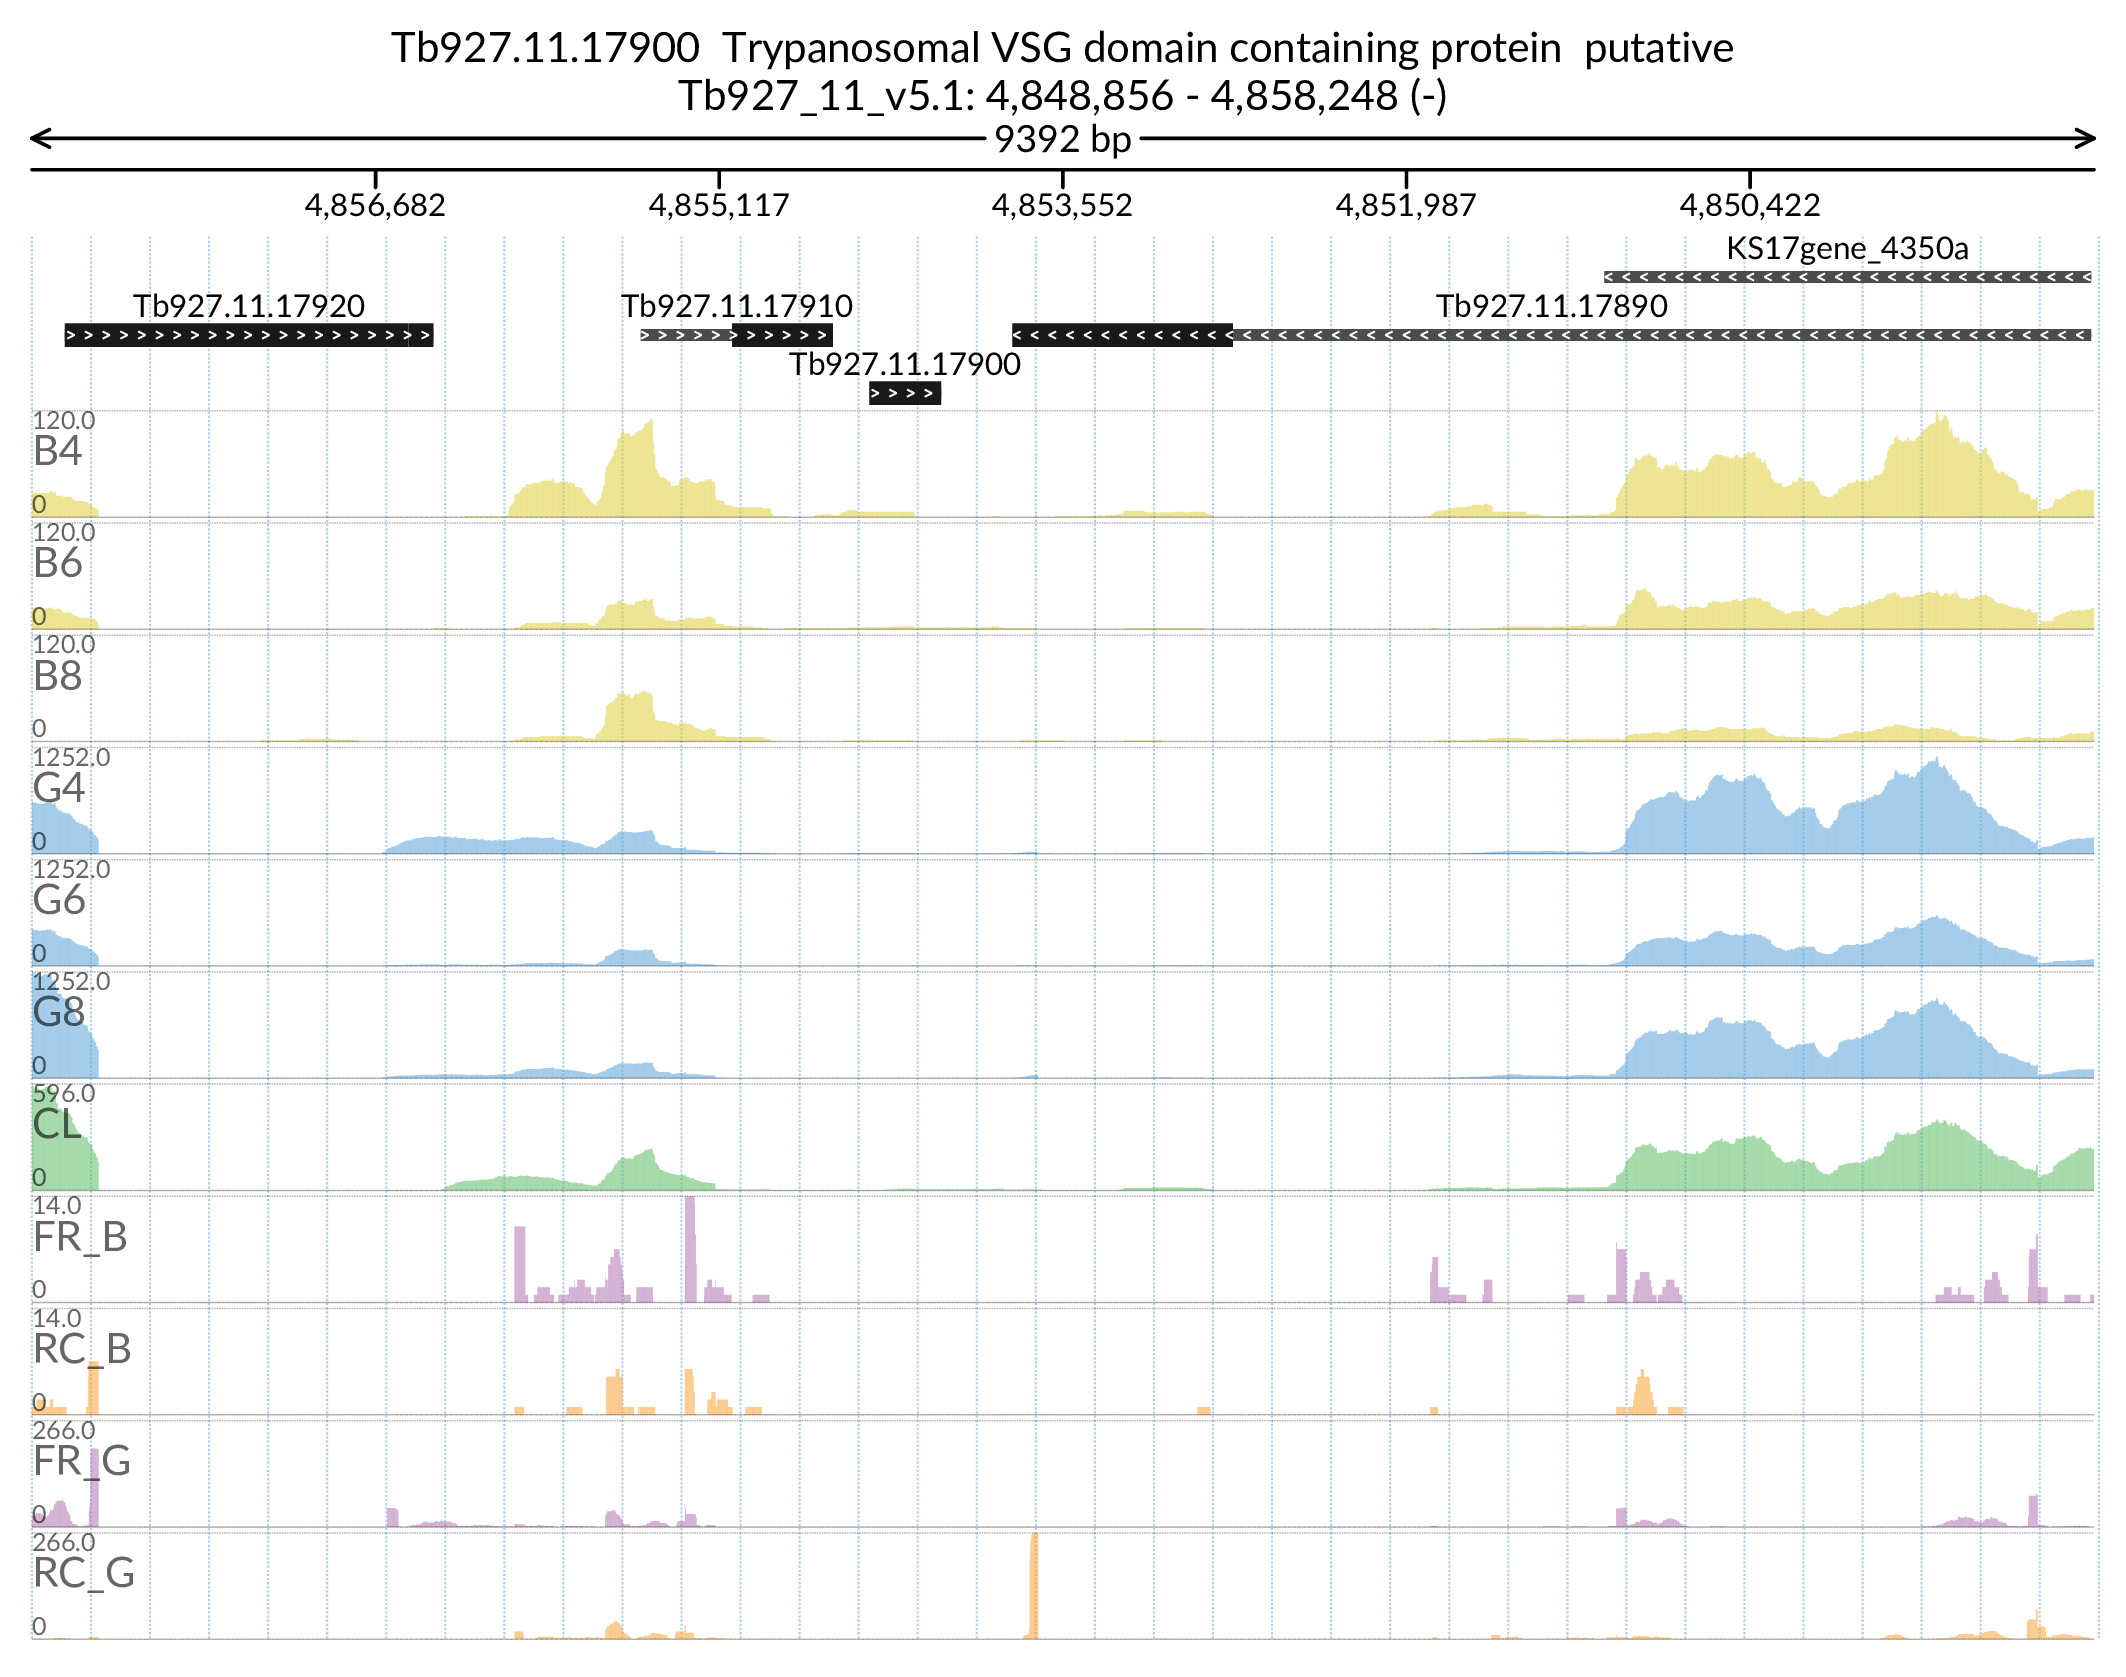 Tb927.11.17900  Trypanosomal VSG domain containing protein  putative
Tb927_11_v5.1: 4,848,856 - 4,858,248 (-)
9392 bp
4,856,682 4,855,117 4,853,552 4,851,987 4,850,422
KS17gene_4350a
Tb927.11.17920 Tb927.11.17910 Tb927.11.17890
Tb927.11.17900
120.0
B4
0
120.0
B6
0
120.0
B8
0
1252.0
G4
0
1252.0
G6
0
1252.0
G8
0
596.0
CL
0
14.0
FR_B
0
14.0
RC_B
0
266.0
FR_G
0
266.0
RC_G
0